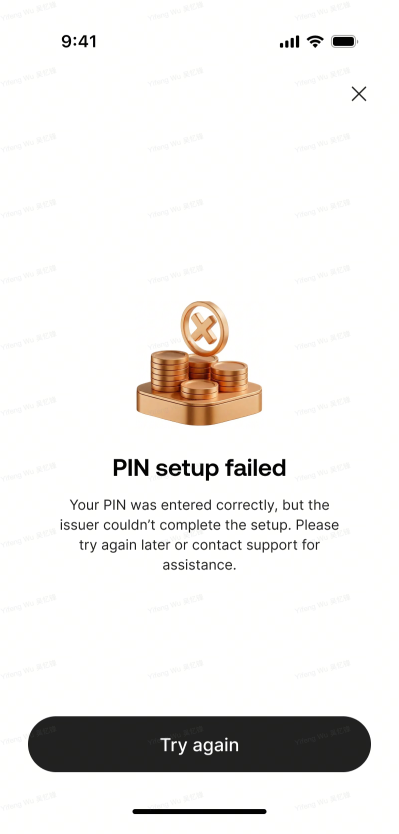 9:41
PIN setup failed
Your PIN was entered correctly, but the
issuer couldn’t complete the setup. Please
try again later or contact support for
assistance.
Try again